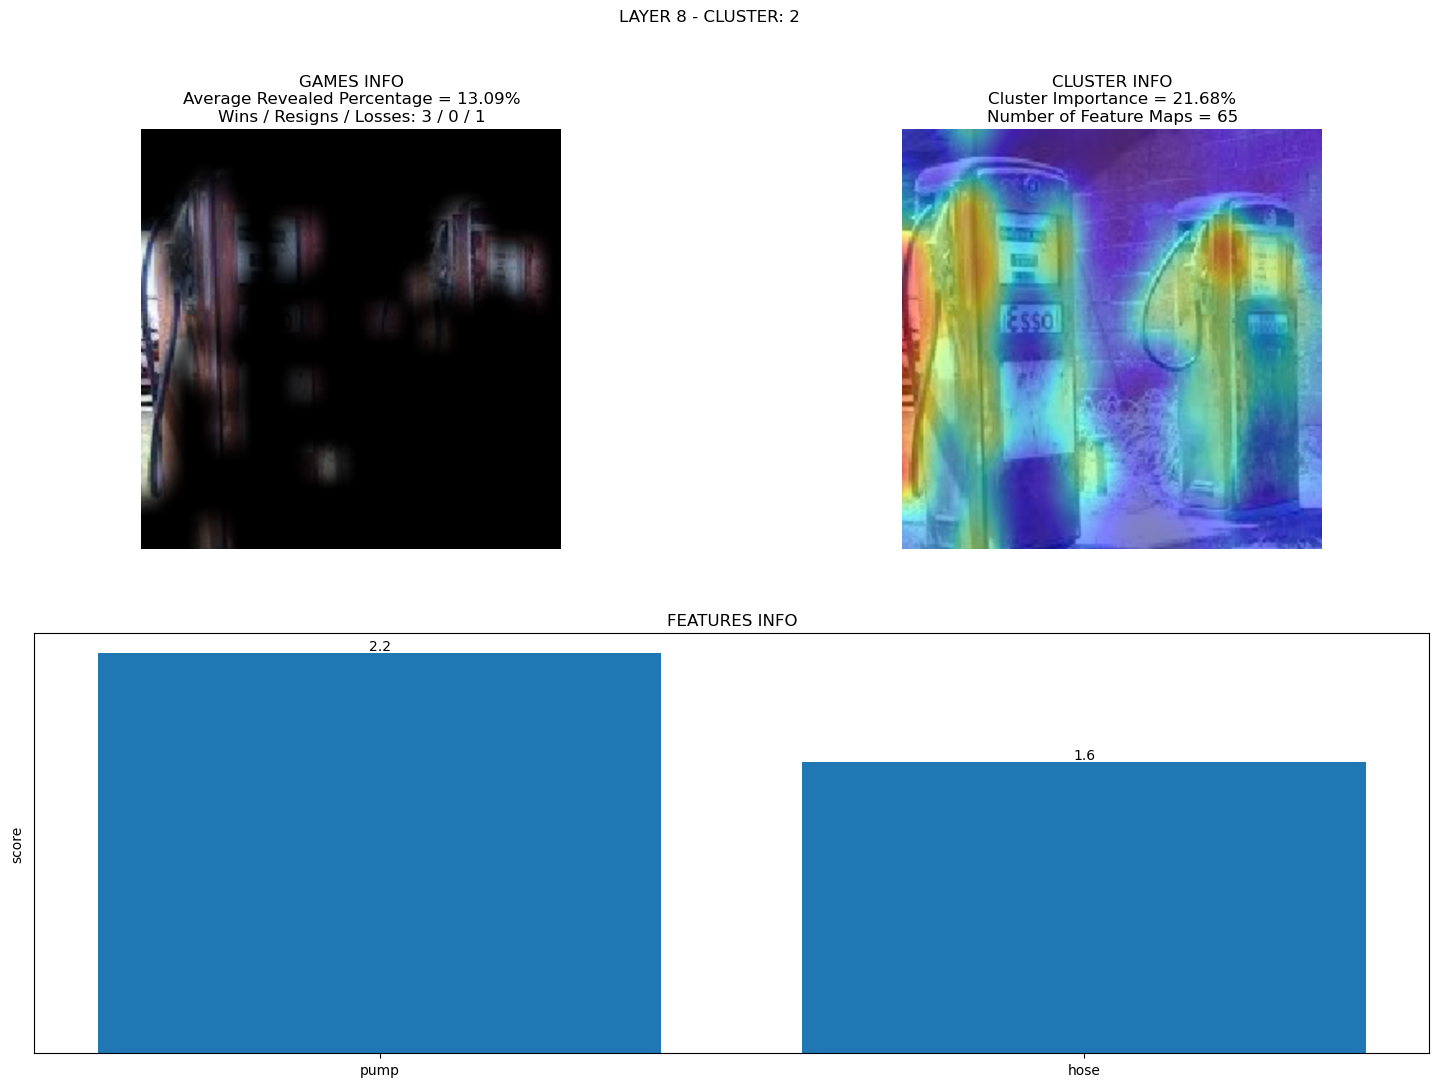 LAYER 8 - CLUSTER: 2
GAMES INFO
Average Revealed Percentage = 13.09%
Wins / Resigns / Losses: 3 / 0 / 1
CLUSTER INFO
Cluster Importance = 21.68%
Number of Feature Maps = 65
ESSO
FEATURES INFO
2.2
1.6
score
pump
hose